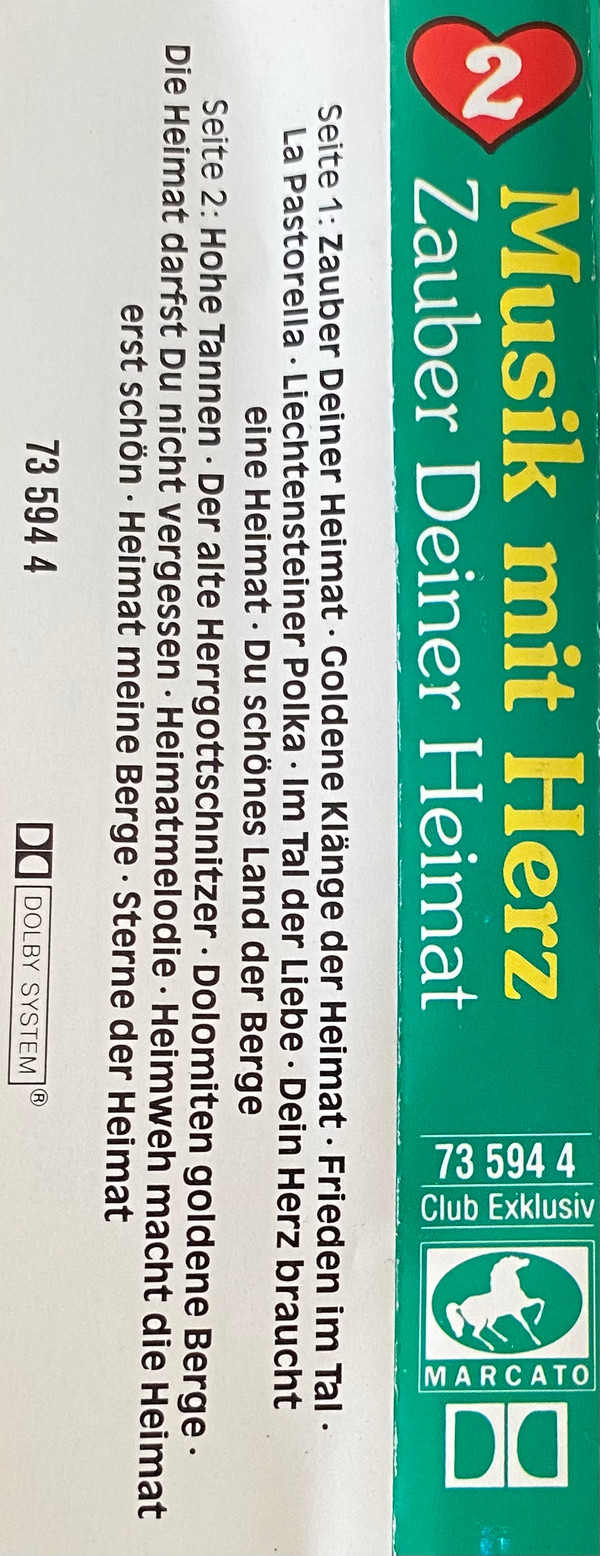 2
Musik mit Herz
Zauber Deiner Heimat
73 594 4
Club Exklusiv
MARCATO
Seite 1: Zauber Deiner Heimat · Goldene Klänge der Heimat · Frieden im Tal ·
La Pastorella · Liechtensteiner Polka · Im Tal der Liebe · Dein Herz braucht
eine Heimat · Du schönes Land der Berge
Seite 2: Hohe Tannen · Der alte Herrgottschnitzer · Dolomiten goldene Berge ·
Die Heimat darfst Du nicht vergessen · Heimatmelodie · Heimweh macht die Heimat
erst schön · Heimat meine Berge · Sterne der Heimat
73 594 4
DOLBY SYSTEM ®